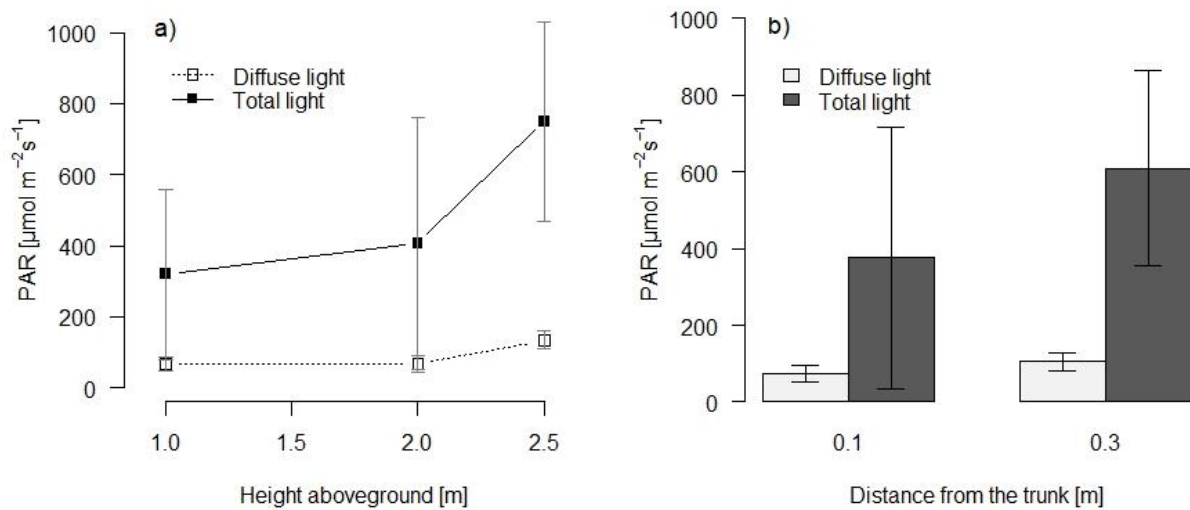 a)
Diffuse light
Total light
PAR [µmol m⁻²s⁻¹]
1000
800
600
400
200
0
1.0 1.5 2.0 2.5
Height aboveground [m]
b)
Diffuse light
Total light
PAR [µmol m⁻²s⁻¹]
1000
800
600
400
200
0
0.1 0.3
Distance from the trunk [m]